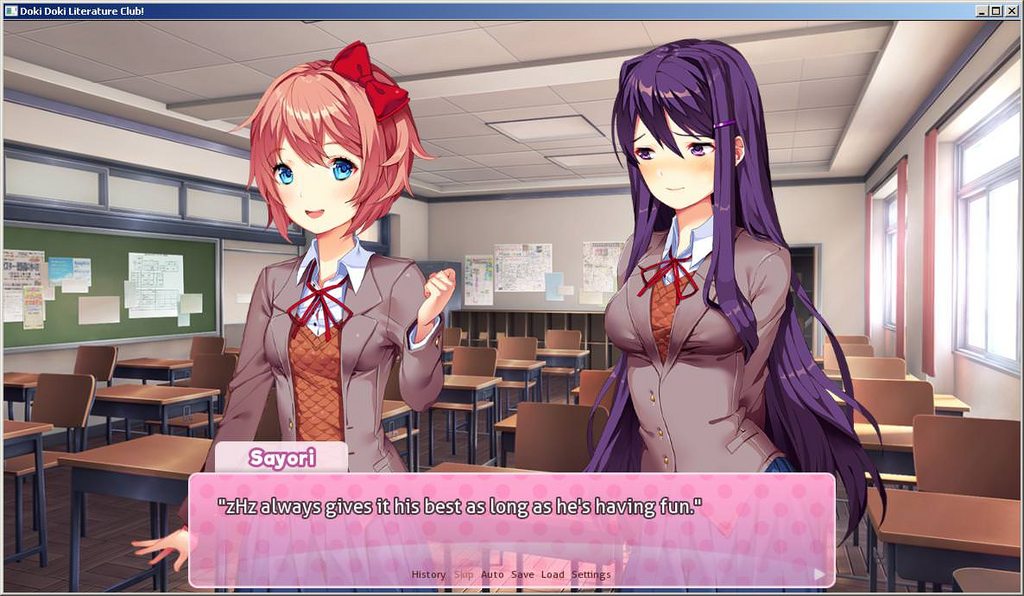 Doki Doki Literature Club!
Sayori
"zHz always gives it his best as long as he's having fun."
History Skip Auto Save Load Settings